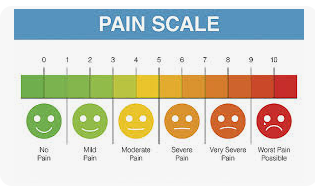 PAIN SCALE
0 1 2 3 4 5 6 7 8 9 10
No Pain
Mild Pain
Moderate Pain
Severe Pain
Very Severe Pain
Worst Pain Possible